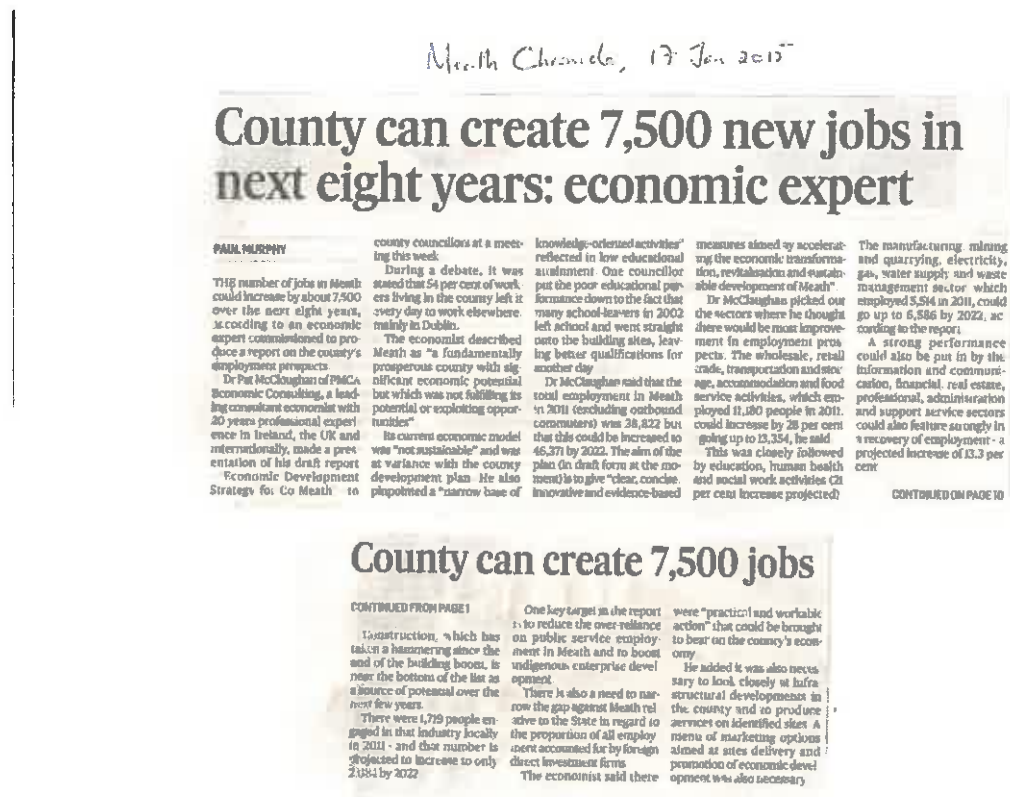 Meath Chronicle, 17 Jan 2015
County can create 7,500 new jobs in
next eight years: economic expert
PAUL MURPHY
THE number of jobs in Meath
could increase by about 7,500
over the next eight years,
according to an economic
expert commissioned to pro-
duce a report on the county's
employment prospects
Dr Pat McCloughan of PMCA
Economic Consulting, a lead-
ing consultant economist with
20 years professional experi-
ence in Ireland, the UK and
internationally, made a pres-
entation of his draft report
Economic Development
Strategy for Co Meath to
county councillors at a meet-
ing this week
During a debate, it was
stated that 54 per cent of work-
ers living in the county left it
every day to work elsewhere.
mainly in Dublin.
The economist described
Meath as "a fundamentally
prosperous county with sig-
nificant economic potential
but which was not fulfilling its
potential or exploiting oppor-
tunities"
Its current economic model
was "not sustainable" and was
at variance with the county
development plan. He also
pinpointed a "narrow base of
knowledge-oriented activities"
reflected in low educational
attainment. One councillor
put the poor educational per-
formance down to the fact that
many school-leavers in 2002
left school and went straight
onto the building sites, leav-
ing better qualifications for
another day
Dr McClaughan said that the
total employment in Meath
in 2011 (excluding outbound
commuters) was 38,822 but
that this could be increased to
46,371 by 2022. The aim of the
plan (in draft form at the mo-
ment) is to give "clear, concise.
innovative and evidence-based
measures aimed ay accelerat-
ing the economic transforma-
tion, revitalisation and sustain-
able development of Meath".
Dr McClaughan picked out
the sectors where he thought
there would be most improve-
ment in employment pros
pects. The wholesale, retail
trade, transportation and stor-
age, accommodation and food
service activities, which em-
ployed 11,180 people in 2011.
could increase by 28 per cent
going up to 13,354, he said
This was closely followed
by education, human health
and social work activities (21
per cent increase projected)
The manufacturing, mining
and quarrying, electricity,
gas, water supply and waste
management sector which
employed 5,514 in 2011, could
go up to 6,586 by 2022, ac
cording to the report
A strong performance
could also be put in by the
information and communi-
cation, financial, real estate,
professional, administration
and support service sectors
could also feature strongly in
a recovery of employment - a
projected increase of 13.3 per
cent
CONTINUED ON PAGE 10
County can create 7,500 jobs
CONTINUED FROM PAGE 1
Construction, which has
taken a hammering since the
end of the building boom, is
near the bottom of the list as
a source of potential over the
next few years.
There were 1,719 people en-
gaged in that industry locally
in 2011 - and that number is
projected to increase to only
2,084 by 2022
One key target in the report
is to reduce the over-reliance
on public service employ-
ment in Meath and to boost
indigenous enterprise devel
opment
There is also a need to nar-
row the gap against Meath rel
ative to the State in regard to
the proportion of all employ
ment accounted for by foreign
direct investment firms
The economist said there
were "practical and workable
action" that could be brought
to bear on the county's econ-
omy
He added it was also neces
sary to look closely at infra
structural developments in
the county and to produce
services on identified sites A
menu of marketing options
aimed at sites delivery and
promotion of economic devel
opment was also necessary